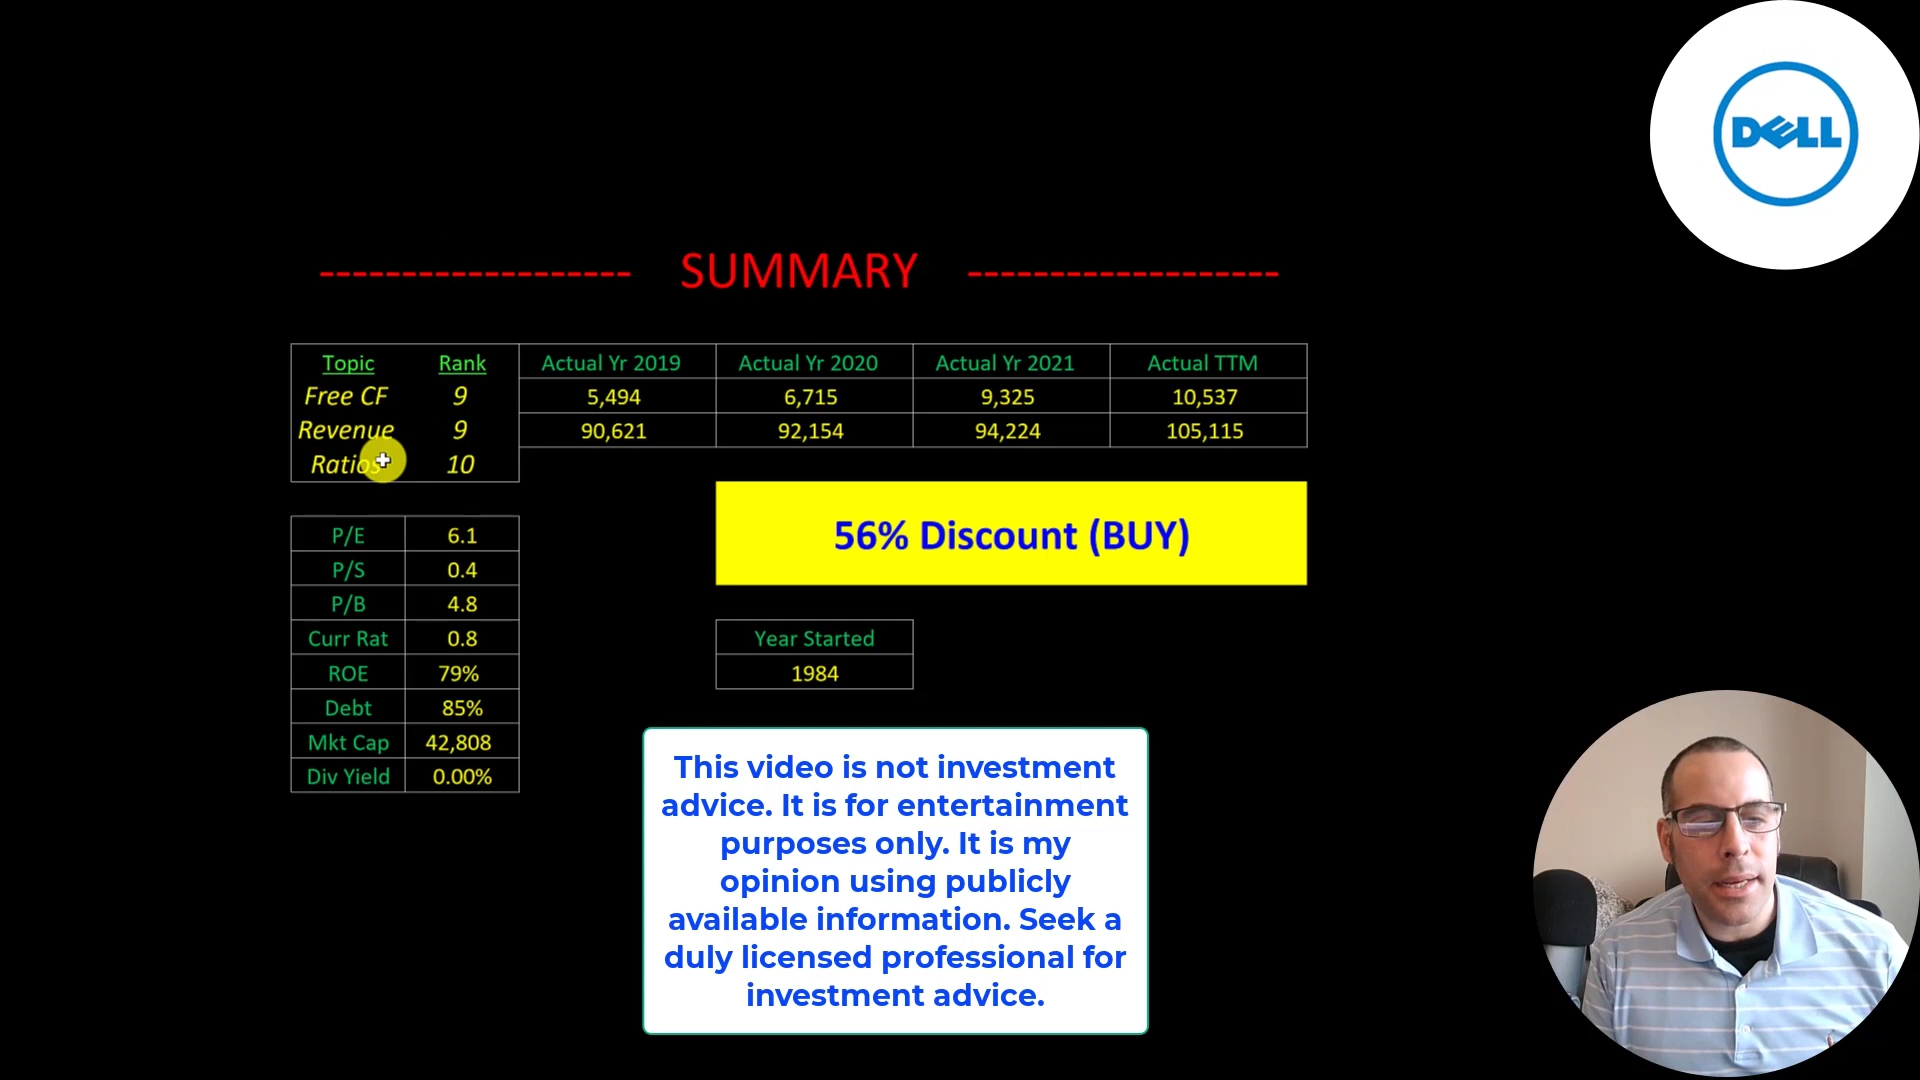 DELL
------------------- SUMMARY -------------------
Topic Rank Actual Yr 2019 Actual Yr 2020 Actual Yr 2021 Actual TTM
Free CF 9 5,494 6,715 9,325 10,537
Revenue 9 90,621 92,154 94,224 105,115
Ratios 10
56% Discount (BUY)
P/E 6.1
P/S 0.4
P/B 4.8
Curr Rat 0.8
ROE 79%
Debt 85%
Mkt Cap 42,808
Div Yield 0.00%
Year Started
1984
This video is not investment
advice. It is for entertainment
purposes only. It is my
opinion using publicly
available information. Seek a
duly licensed professional for
investment advice.